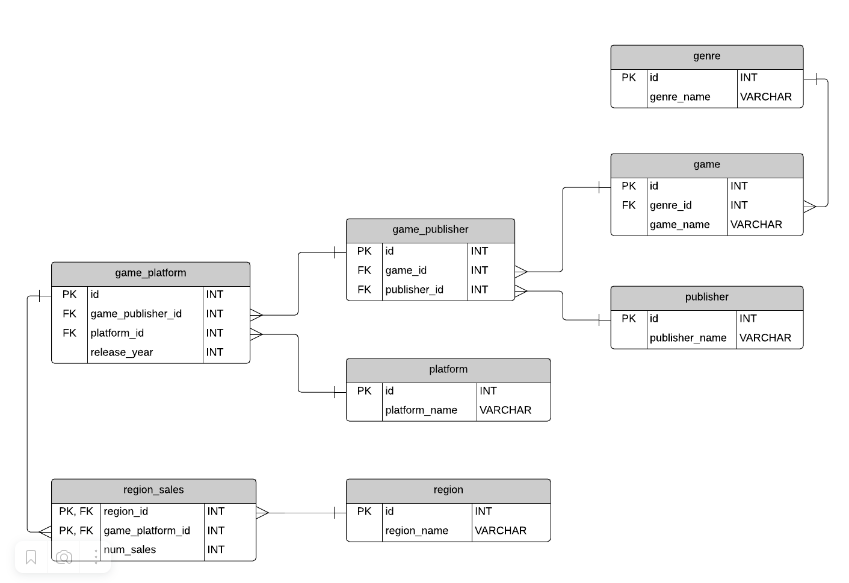 genre
PK id INT
genre_name VARCHAR
game
PK id INT
FK genre_id INT
game_name VARCHAR
game_publisher
PK id INT
FK game_id INT
FK publisher_id INT
game_platform
PK id INT
FK game_publisher_id INT
FK platform_id INT
release_year INT
publisher
PK id INT
publisher_name VARCHAR
platform
PK id INT
platform_name VARCHAR
region_sales
PK, FK region_id INT
PK, FK game_platform_id INT
num_sales INT
region
PK id INT
region_name VARCHAR